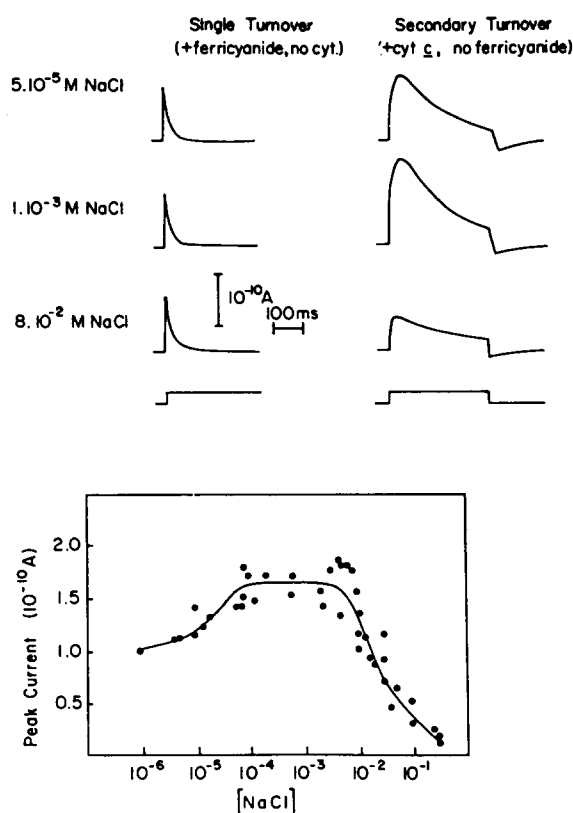 Single Turnover
(+ferricyanide, no cyt.)
Secondary Turnover
(+cyt c, no ferricyanide)
5.10⁻⁵ M NaCl
1.10⁻³ M NaCl
10⁻¹⁰A
100ms
8.10⁻² M NaCl
Peak Current (10⁻¹⁰A)
2.0
1.5
1.0
0.5
10⁻⁶
10⁻⁵
10⁻⁴
10⁻³
10⁻²
10⁻¹
[NaCl]